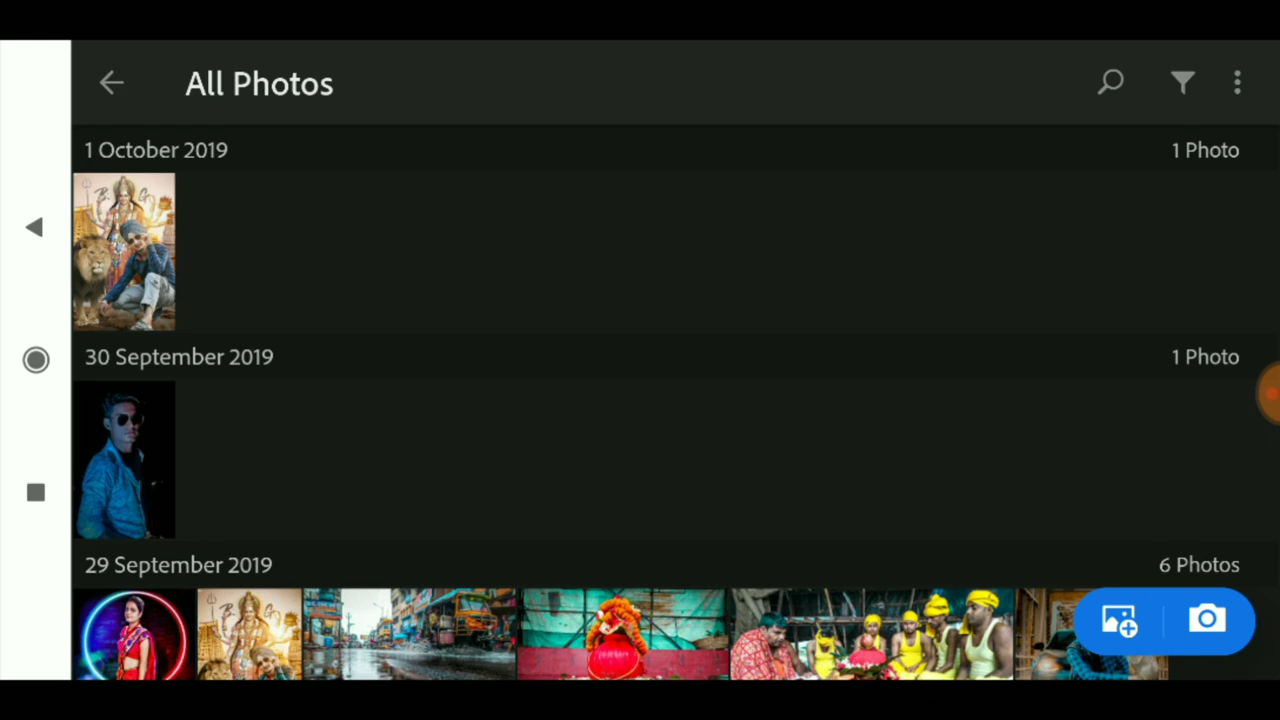 All Photos
1 October 2019
1 Photo
30 September 2019
1 Photo
29 September 2019
6 Photos